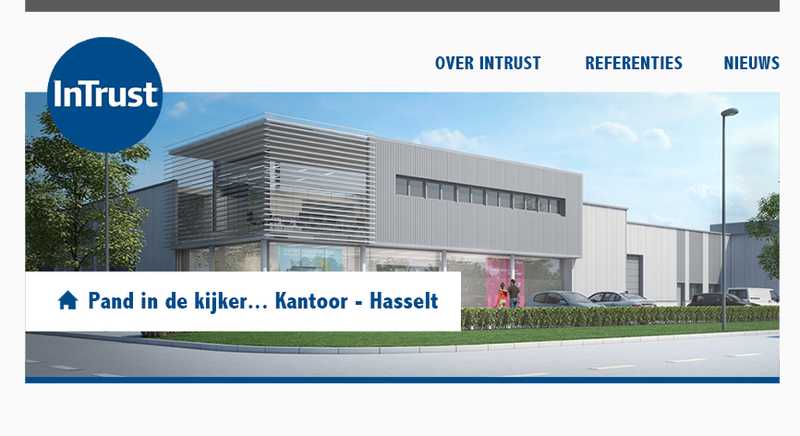 InTrust
OVER INTRUST
REFERENTIES
NIEUWS
Pand in de kijker... Kantoor - Hasselt